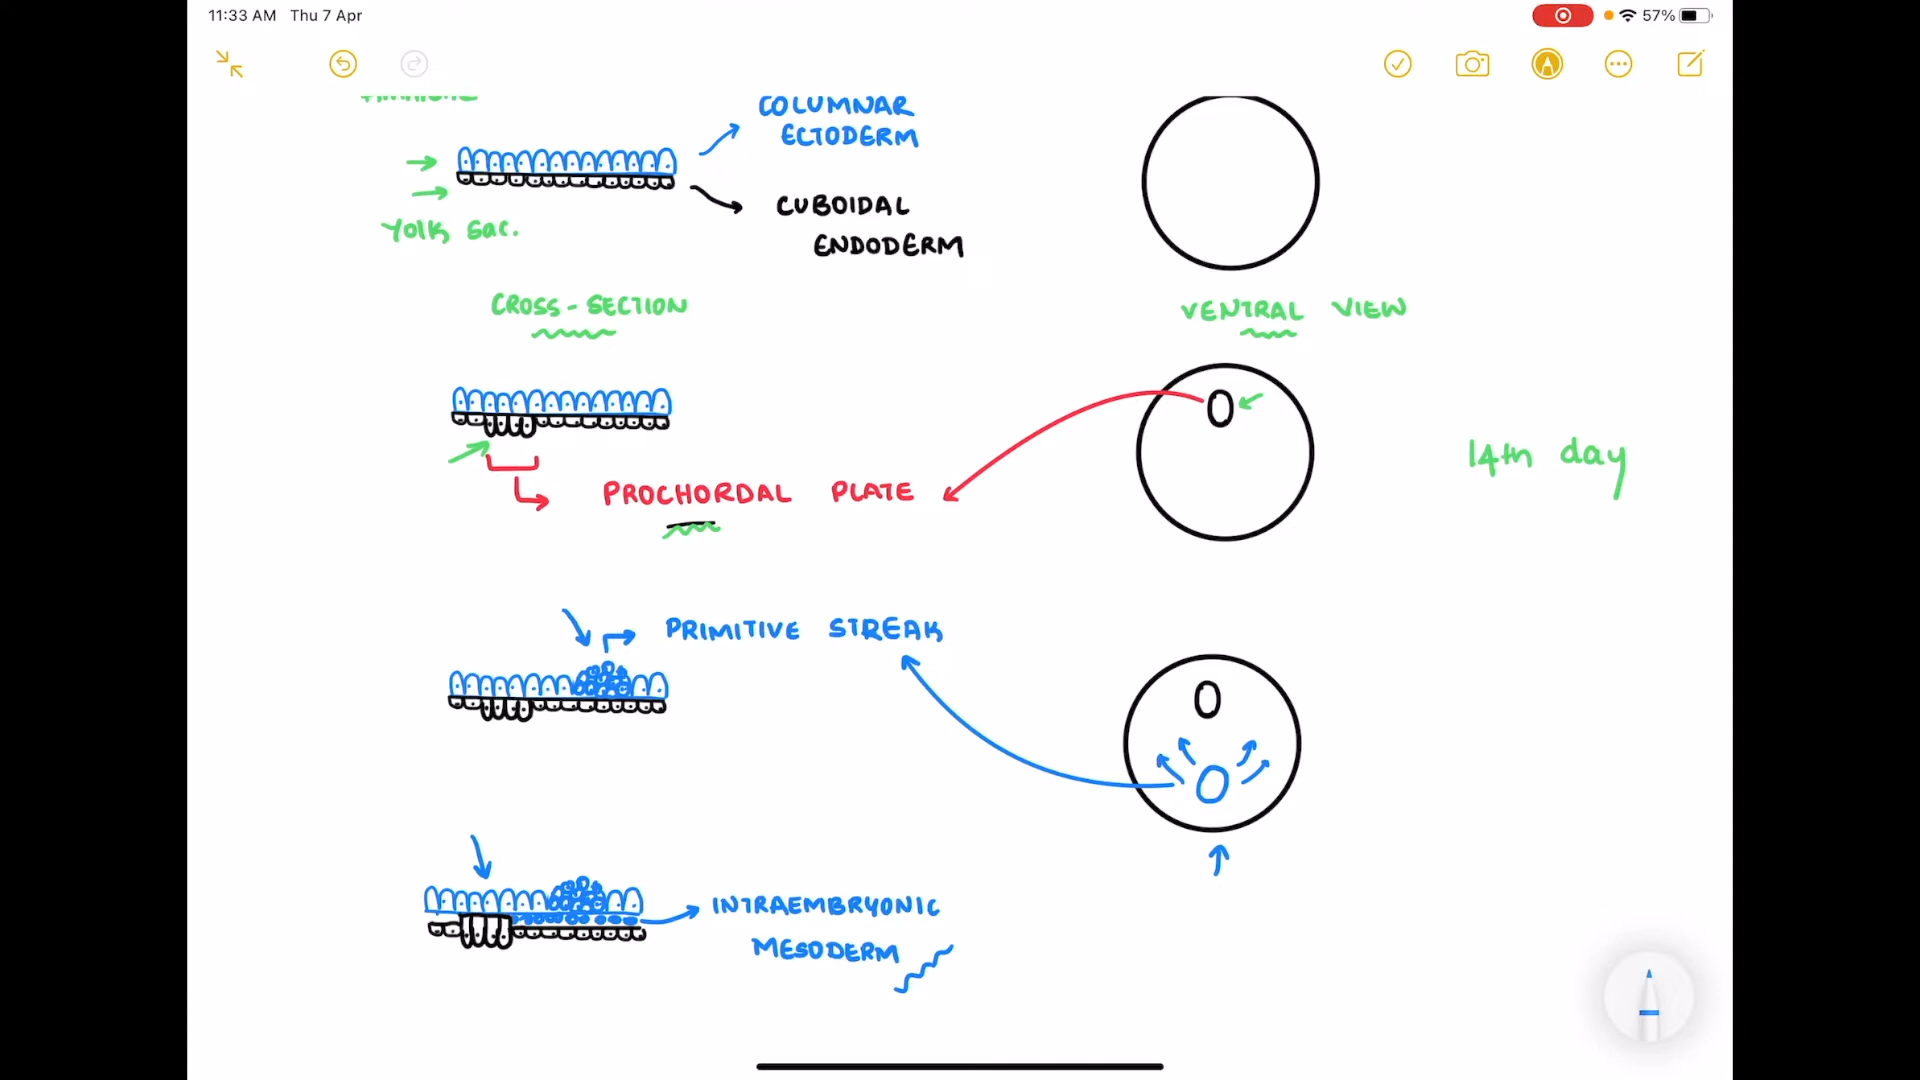 11:33 AM Thu 7 Apr
57%
COLUMNAR
ECTODERM
Yolk sac.
CUBOIDAL
ENDODERM
CROSS-SECTION
VENTRAL VIEW
14th day
PROCHORDAL PLATE
PRIMITIVE STREAK
INTRAEMBRYONIC
MESODERM